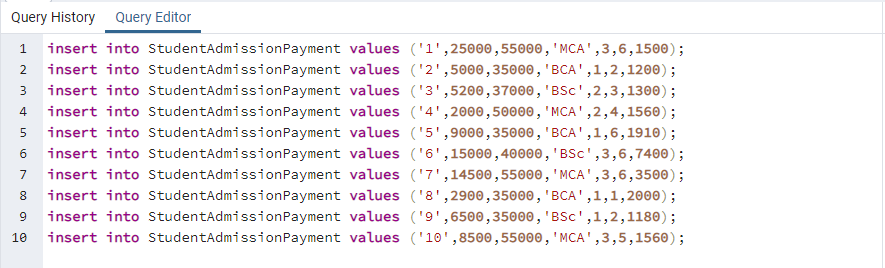 Query History Query Editor
1 insert into StudentAdmissionPayment values ('1',25000,55000,'MCA',3,6,1500);
2 insert into StudentAdmissionPayment values ('2',5000,35000,'BCA',1,2,1200);
3 insert into StudentAdmissionPayment values ('3',5200,37000,'BSc',2,3,1300);
4 insert into StudentAdmissionPayment values ('4',2000,50000,'MCA',2,4,1560);
5 insert into StudentAdmissionPayment values ('5',9000,35000,'BCA',1,6,1910);
6 insert into StudentAdmissionPayment values ('6',15000,40000,'BSc',3,6,7400);
7 insert into StudentAdmissionPayment values ('7',14500,55000,'MCA',3,6,3500);
8 insert into StudentAdmissionPayment values ('8',2900,35000,'BCA',1,1,2000);
9 insert into StudentAdmissionPayment values ('9',6500,35000,'BSc',1,2,1180);
10 insert into StudentAdmissionPayment values ('10',8500,55000,'MCA',3,5,1560);